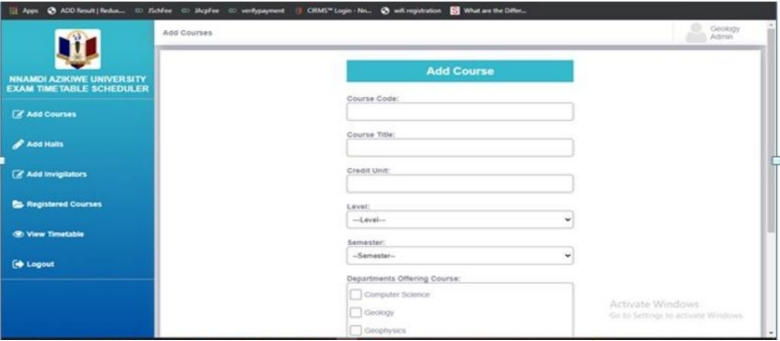 Apps ADD Result | Redux... JSchFee JAcpFee verifypayment CIRMS™ Login - Nn... wifi registration What are the Differ...
Add Courses
Geology
Admin
NNAMDI AZIKIWE UNIVERSITY
EXAM TIMETABLE SCHEDULER
Add Courses
Add Halls
Add Invigilators
Registered Courses
View Timetable
Logout
Add Course
Course Code:
Course Title:
Credit Unit:
Level:
---Level---
Semester:
--Semester--
Departments Offering Course:
Computer Science
Geology
Geophysics
Activate Windows
Go to Settings to activate Windows.